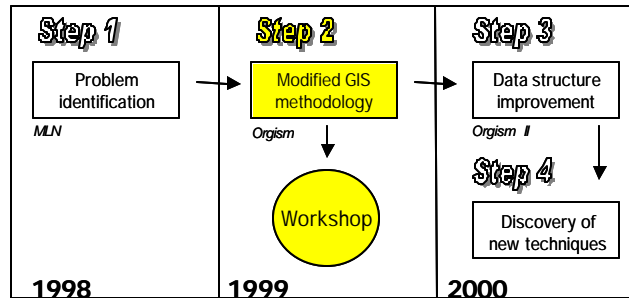 Step 1
Problem
identification
MLN
1998
Step 2
Modified GIS
methodology
Orgism
Workshop
1999
Step 3
Data structure
improvement
Orgism II
Step 4
Discovery of
new techniques
2000